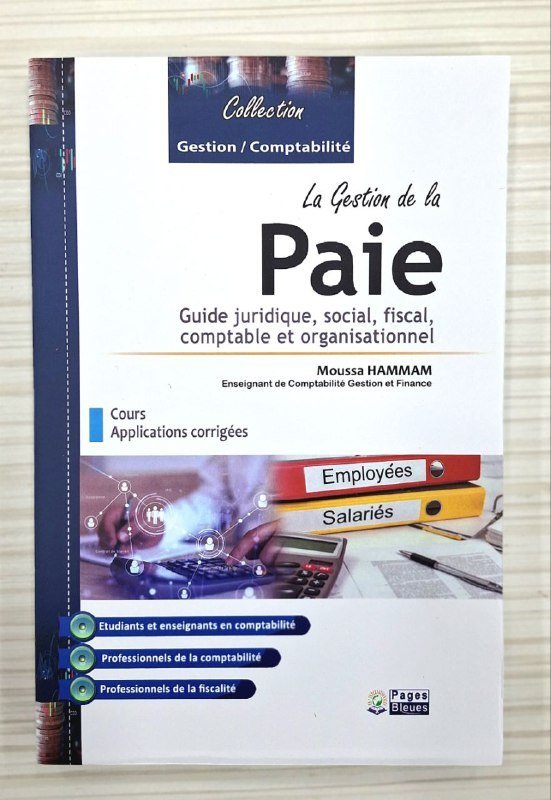 Collection
Gestion / Comptabilité
La Gestion de la
Paie
Guide juridique, social, fiscal,
comptable et organisationnel
Moussa HAMMAM
Enseignant de Comptabilité Gestion et Finance
Cours
Applications corrigées
Employées
Salariés
Etudiants et enseignants en comptabilité
Professionnels de la comptabilité
Professionnels de la fiscalité
Pages
Bleues